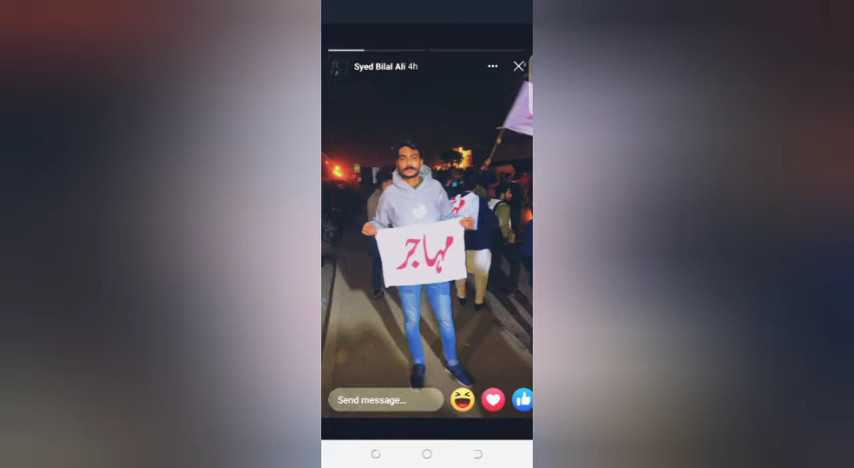 Syed Bilal Ali 4h
مہاجر
Send message...